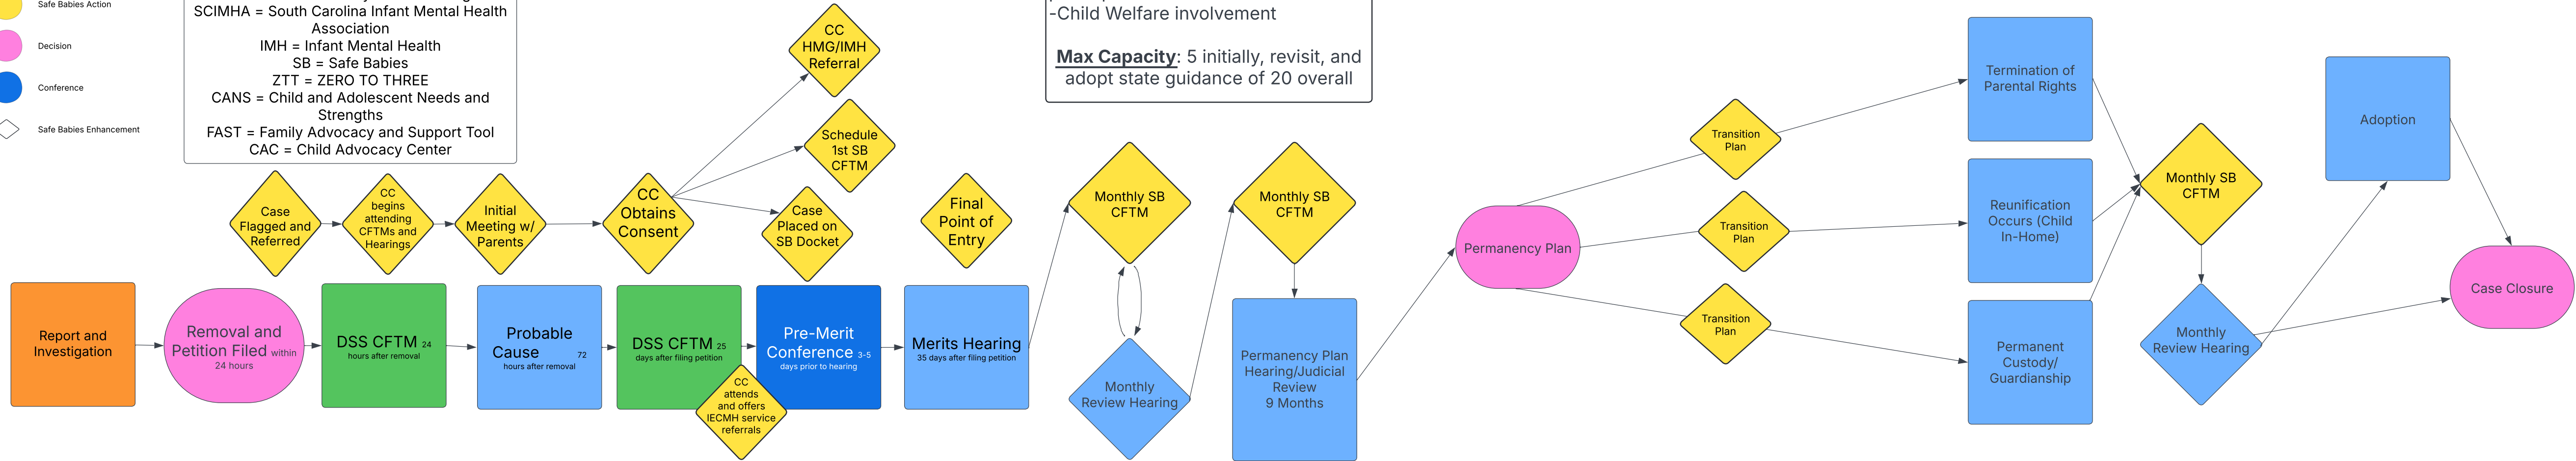 Safe Babies Action
Decision
Conference
Safe Babies Enhancement
SCIMHA = South Carolina Infant Mental Health
Association
IMH = Infant Mental Health
SB = Safe Babies
ZTT = ZERO TO THREE
CANS = Child and Adolescent Needs and
Strengths
FAST = Family Advocacy and Support Tool
CAC = Child Advocacy Center
-Child Welfare involvement
Max Capacity: 5 initially, revisit, and
adopt state guidance of 20 overall
Case
Flagged and
Referred
CC
begins
attending
CFTMs and
Hearings
Initial
Meeting w/
Parents
CC
Obtains
Consent
CC
HMG/IMH
Referral
Schedule
1st SB
CFTM
Case
Placed on
SB Docket
Final
Point of
Entry
Report and
Investigation
Removal and
Petition Filed within
24 hours
DSS CFTM 24
hours after removal
Probable
Cause 72
hours after removal
DSS CFTM 25
days after filing petition
CC
attends
and offers
IECMH service
referrals
Pre-Merit
Conference 3-5
days prior to hearing
Merits Hearing
35 days after filing petition
Monthly SB
CFTM
Monthly
Review Hearing
Monthly SB
CFTM
Permanency Plan
Hearing/Judicial
Review
9 Months
Permanency Plan
Transition
Plan
Transition
Plan
Transition
Plan
Termination of
Parental Rights
Reunification
Occurs (Child
In-Home)
Permanent
Custody/
Guardianship
Monthly SB
CFTM
Monthly
Review Hearing
Adoption
Case Closure